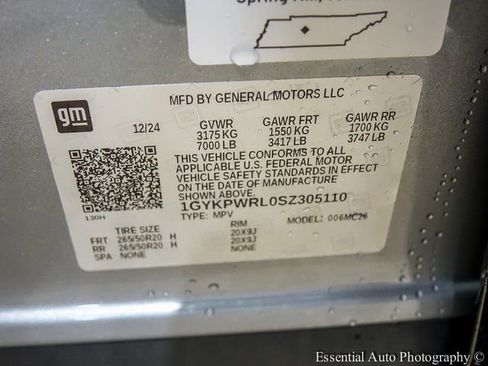 Spring Hill,
gm
MFD BY GENERAL MOTORS LLC
12/24
GVWR GAWR FRT GAWR RR
3175 KG 1550 KG 1700 KG
7000 LB 3417 LB 3747 LB
THIS VEHICLE CONFORMS TO ALL
APPLICABLE U.S. FEDERAL MOTOR
VEHICLE SAFETY STANDARDS IN EFFECT
ON THE DATE OF MANUFACTURE
SHOWN ABOVE.
1GYKPWRL0SZ305110
TYPE: MPV MODEL: 006MC26
130H
TIRE SIZE RIM
FRT 265/50R20 H 20X9J
RR 265/50R20 H 20X9J
SPA NONE NONE
Essential Auto Photography ©